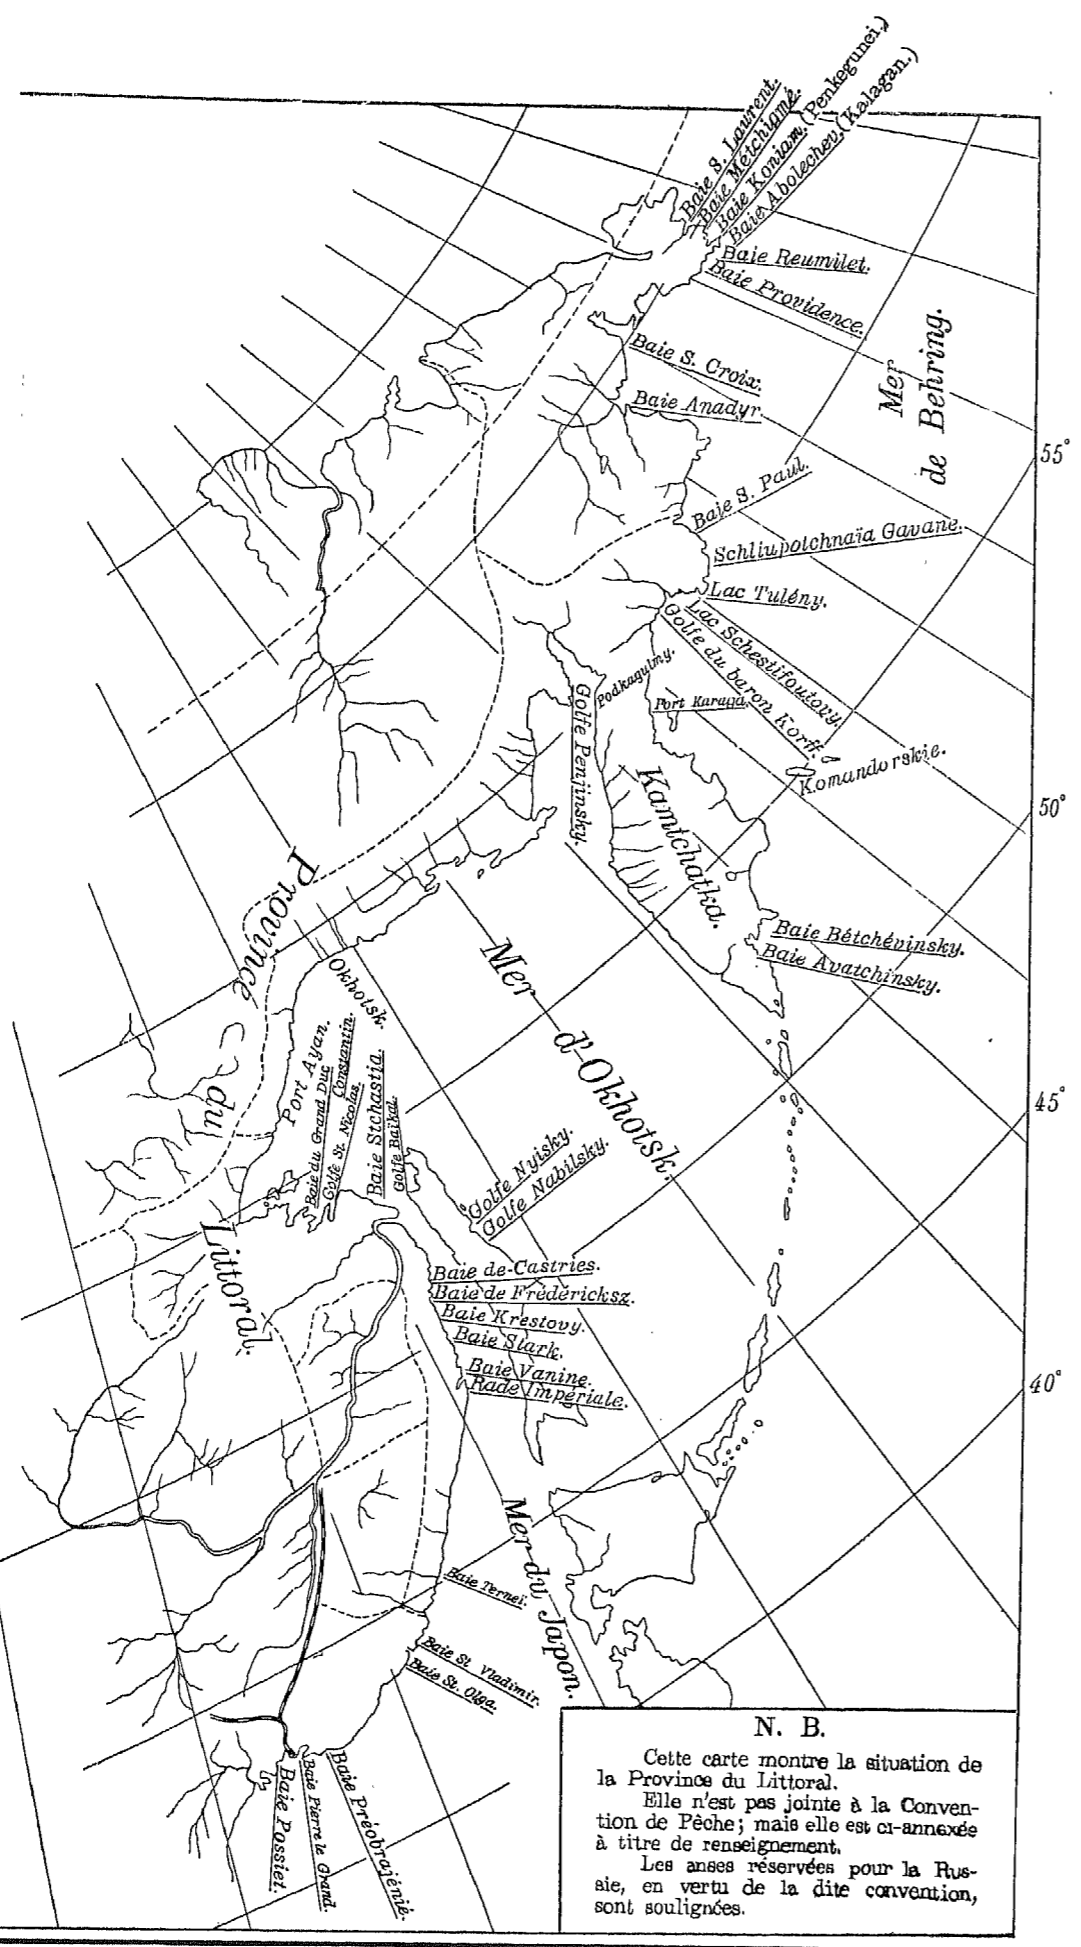 Baie S. Laurent.
Baie Métchigmé.
Baie Koniam. (Penkegunei.)
Baie Abolechev. (Kalagan.)
Baie Reumilet.
Baie Providence.
Mer
de Behring.
Baie S. Croix.
Baie Anadyr.
55°
Baie S. Paul.
Schliupotchnaïa Gavane.
Lac Tulény.
Lac Schestifoutovy.
Golfe du baron Korff.
Podkagulmy.
Port Karaga.
Golfe Penjinsky.
Komandorskie.
Kamtchatka.
50°
Province
du
Littoral.
Baie Bétchévinsky.
Baie Avatchinsky.
Mer
d'Okhotsk.
Okhotsk.
Port Ayan.
Baie du Grand Duc
Constantin.
Golfe St. Nicolas.
Baie Stchastia.
Golfe Baïkal.
45°
Golfe Nyisky.
Golfe Nabilsky.
Baie de-Castries.
Baie de Frédéricksz.
Baie Krestovy.
Baie Stark.
Baie Vanine.
Rade Impériale.
40°
Mer du Japon.
Baie Terneï.
Baie St. Vladimir.
Baie St. Olga.
Baie Possiet.
Baie Pierre le Grand.
Baie Préobrajénié.
N. B.
Cette carte montre la situation de
la Province du Littoral.
Elle n'est pas jointe à la Conven-
tion de Pêche; mais elle est ci-annexée
à titre de renseignement.
Les anses réservées pour la Rus-
sie, en vertu de la dite convention,
sont soulignées.